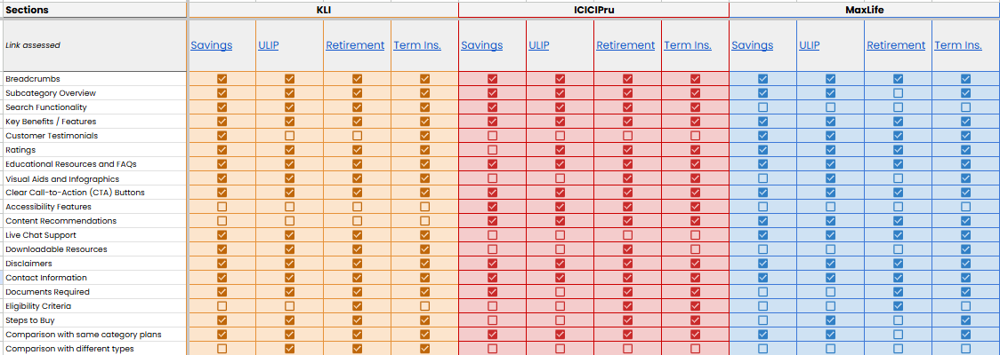 Sections KLI ICICIPru MaxLife
Link assessed Savings ULIP Retirement Term Ins. Savings ULIP Retirement Term Ins. Savings ULIP Retirement Term Ins.
Breadcrumbs
Subcategory Overview
Search Functionality
Key Benefits / Features
Customer Testimonials
Ratings
Educational Resources and FAQs
Visual Aids and Infographics
Clear Call-to-Action (CTA) Buttons
Accessibility Features
Content Recommendations
Live Chat Support
Downloadable Resources
Disclaimers
Contact Information
Documents Required
Eligibility Criteria
Steps to Buy
Comparison with same category plans
Comparison with different types